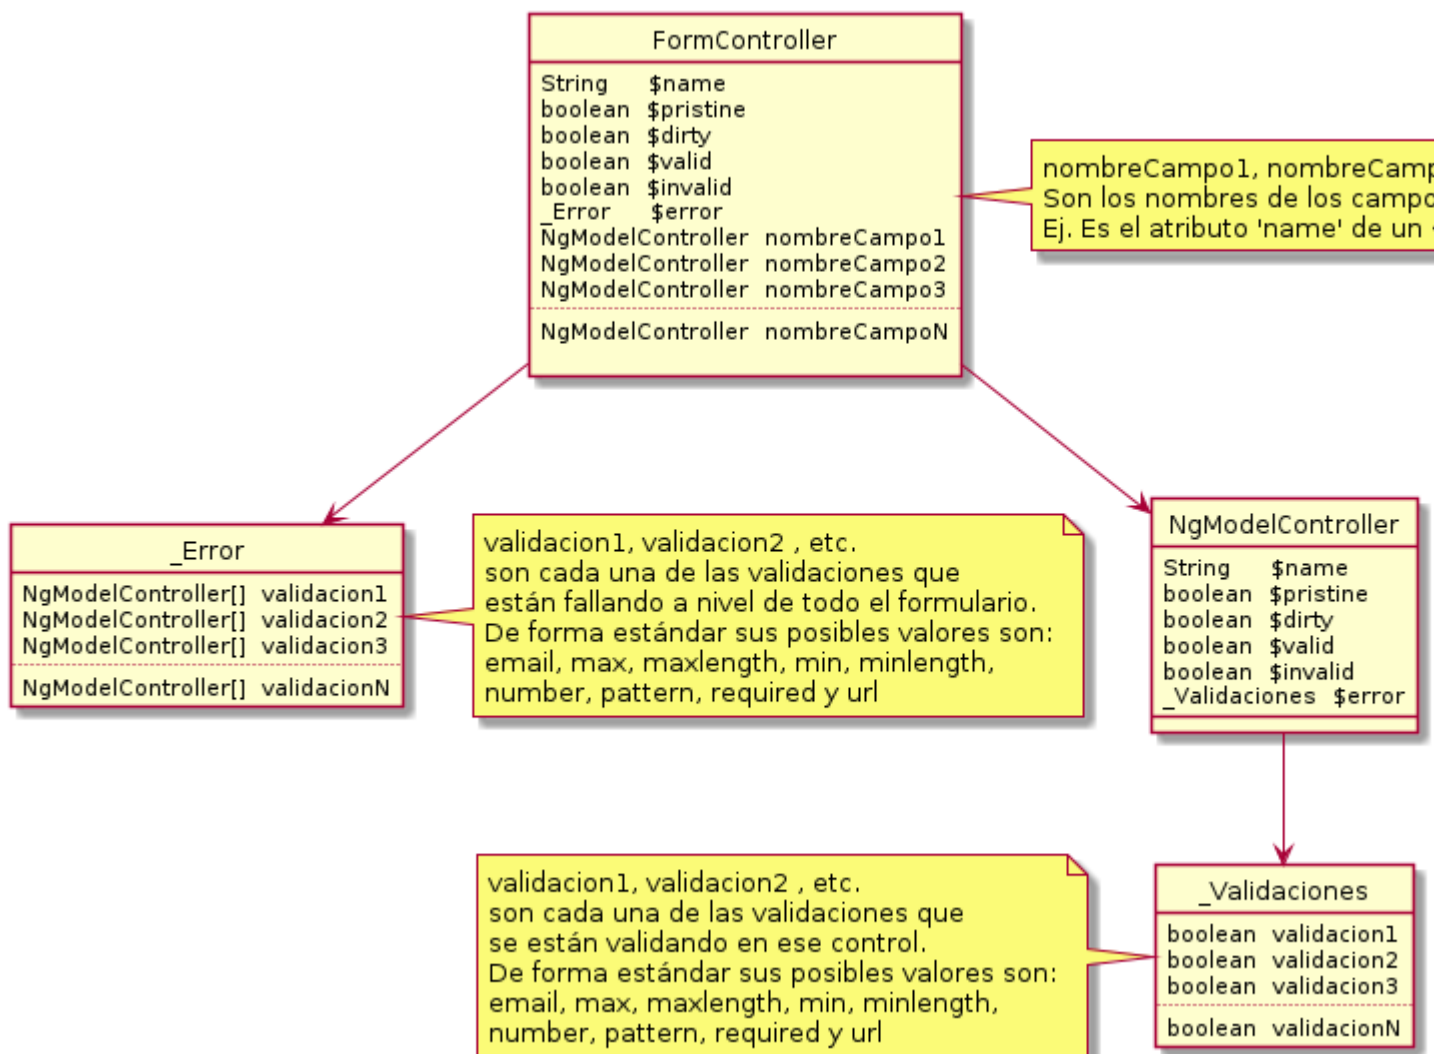 FormController
String $name
boolean $pristine
boolean $dirty
boolean $valid
boolean $invalid
_Error $error
NgModelController nombreCampo1
NgModelController nombreCampo2
NgModelController nombreCampo3
NgModelController nombreCampoN
nombreCampo1,
Son los nombres de los
Ej. Es el atributo 'name' de un
_Error
NgModelController[] validacion1
NgModelController[] validacion2
NgModelController[] validacion3
NgModelController[] validacionN
validacion1, validacion2 , etc.
son cada una de las validaciones que
están fallando a nivel de todo el formulario.
De forma estándar sus posibles valores son:
email, max, maxlength, min, minlength,
number, pattern, required y url
NgModelController
String $name
boolean $pristine
boolean $dirty
boolean $valid
boolean $invalid
_Validaciones $error
validacion1, validacion2 , etc.
son cada una de las validaciones que
se están validando en ese control.
De forma estándar sus posibles valores son:
email, max, maxlength, min, minlength,
number, pattern, required y url
_Validaciones
boolean validacion1
boolean validacion2
boolean validacion3
boolean validacionN